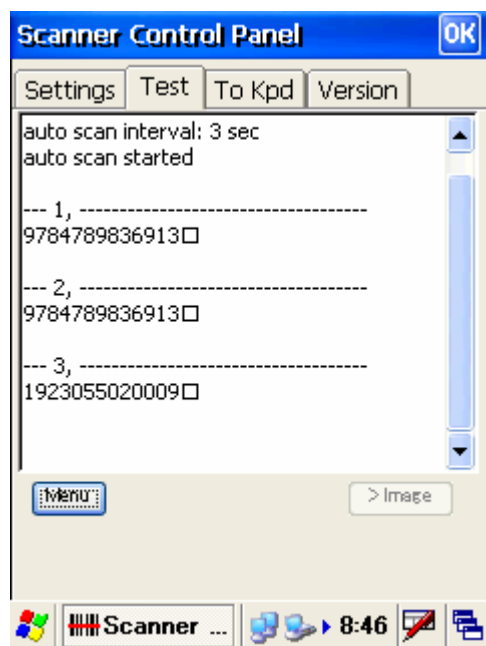 Scanner Control Panel OK
Settings Test To Kpd Version
auto scan interval: 3 sec
auto scan started
--- 1, ------------------------------------
9784789836913□
--- 2, ------------------------------------
9784789836913□
--- 3, ------------------------------------
1923055020009□
Menu > Image
Scanner ... 8:46